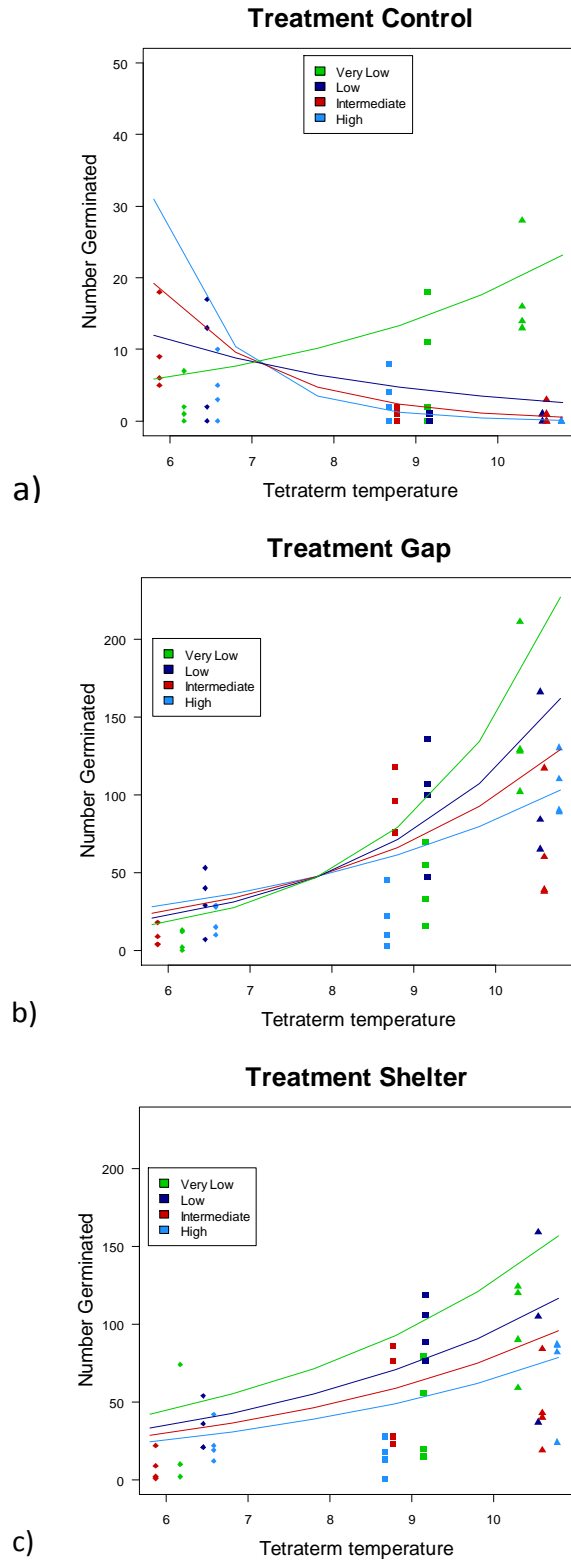 Treatment Control
50
40
30
20
10
0
Number Germinated
Very Low
Low
Intermediate
High
6 7 8 9 10
Tetraterm temperature
a)
Treatment Gap
200
150
100
50
0
Number Germinated
Very Low
Low
Intermediate
High
6 7 8 9 10
Tetraterm temperature
b)
Treatment Shelter
200
150
100
50
0
Number Germinated
Very Low
Low
Intermediate
High
6 7 8 9 10
Tetraterm temperature
c)